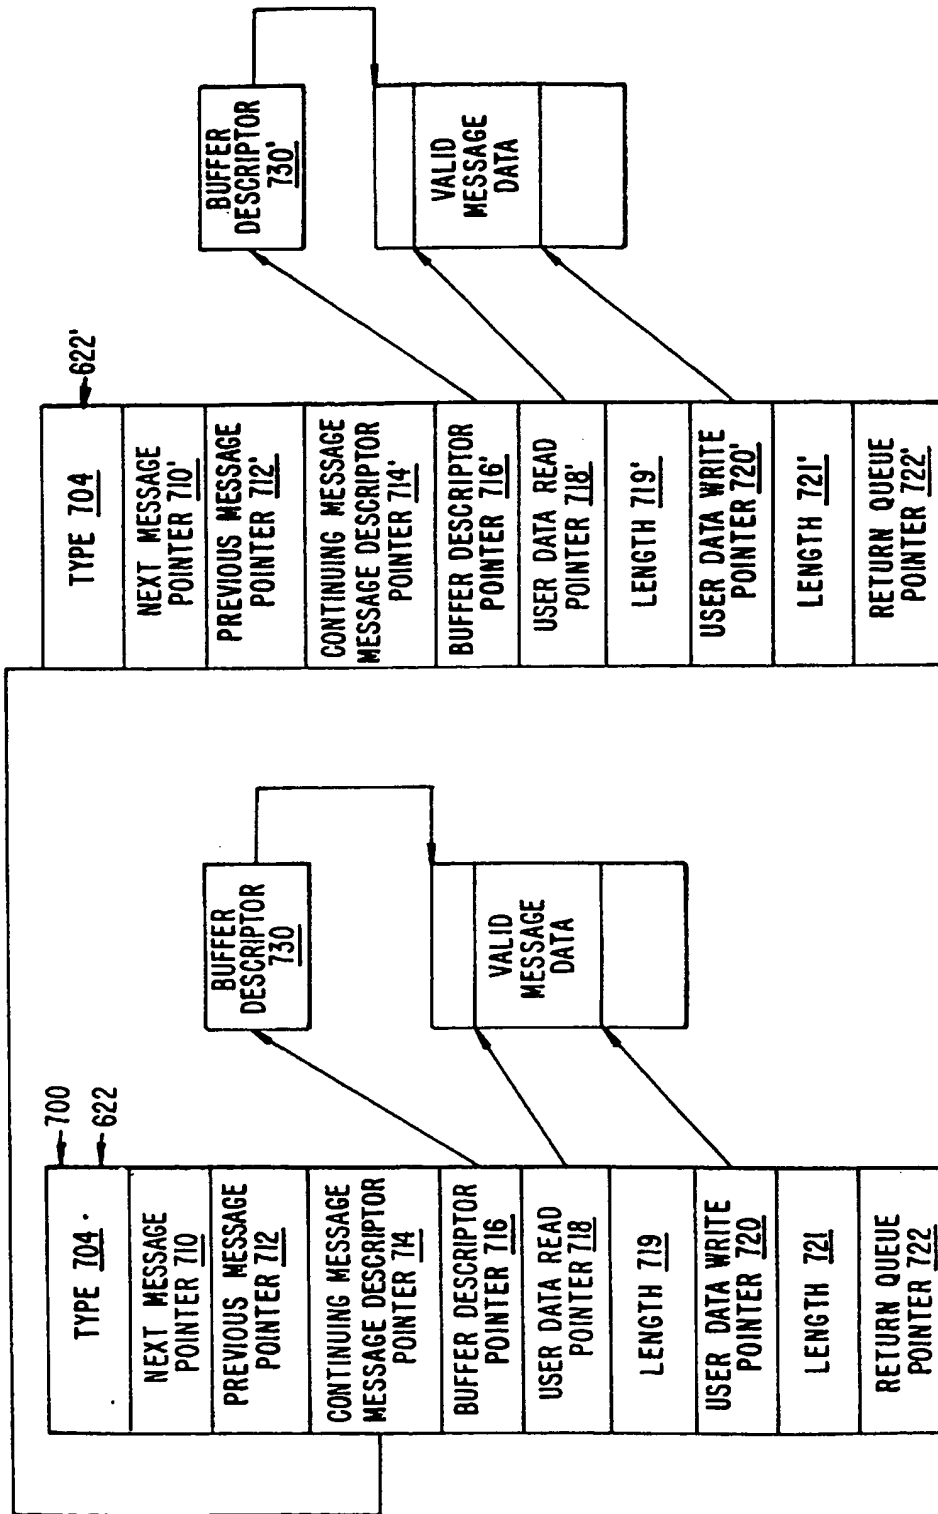 700
622
TYPE 704
NEXT MESSAGE
POINTER 710
PREVIOUS MESSAGE
POINTER 712
CONTINUING MESSAGE
MESSAGE DESCRIPTOR
POINTER 714
BUFFER DESCRIPTOR
POINTER 716
USER DATA READ
POINTER 718
LENGTH 719
USER DATA WRITE
POINTER 720
LENGTH 721
RETURN QUEUE
POINTER 722
BUFFER
DESCRIPTOR
730
VALID
MESSAGE
DATA
622'
TYPE 704
NEXT MESSAGE
POINTER 710'
PREVIOUS MESSAGE
POINTER 712'
CONTINUING MESSAGE
MESSAGE DESCRIPTOR
POINTER 714'
BUFFER DESCRIPTOR
POINTER 716'
USER DATA READ
POINTER 718'
LENGTH 719'
USER DATA WRITE
POINTER 720'
LENGTH 721'
RETURN QUEUE
POINTER 722'
BUFFER
DESCRIPTOR
730'
VALID
MESSAGE
DATA